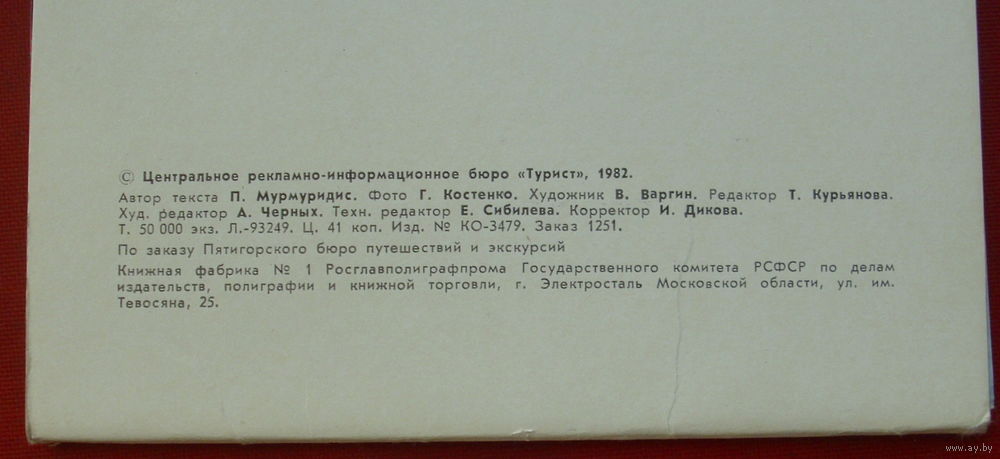 © Центральное рекламно-информационное бюро «Турист», 1982.
Автор текста П. Мурмуридис. Фото Г. Костенко. Художник В. Варгин. Редактор Т. Курьянова.
Худ. редактор А. Черных. Техн. редактор Е. Сибилева. Корректор И. Дикова.
Т. 50 000 экз. Л.-93249. Ц. 41 коп. Изд. № КО-3479. Заказ 1251.
По заказу Пятигорского бюро путешествий и экскурсий
Книжная фабрика № 1 Росглавполиграфпрома Государственного комитета РСФСР по делам
издательств, полиграфии и книжной торговли, г. Электросталь Московской области, ул. им.
Тевосяна, 25.
www.ay.by